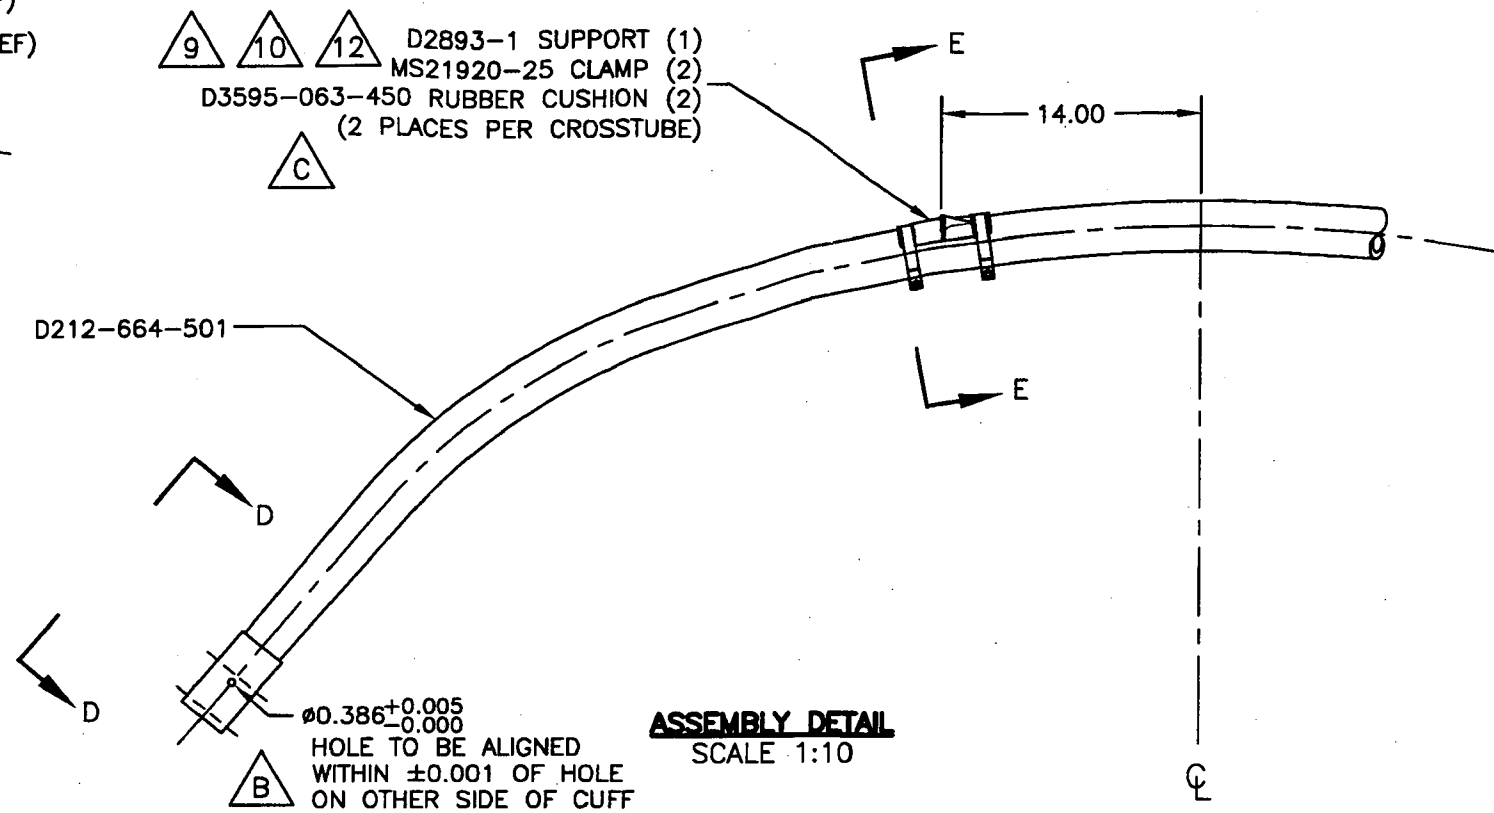 )
EF)
9 10 12 D2893-1 SUPPORT (1)
MS21920-25 CLAMP (2)
D3595-063-450 RUBBER CUSHION (2)
(2 PLACES PER CROSSTUBE)
C
E
14.00
D212-664-501
E
D
D
Ø0.386 +0.005
-0.000
HOLE TO BE ALIGNED
WITHIN ±0.001 OF HOLE
ON OTHER SIDE OF CUFF
B
ASSEMBLY DETAIL
SCALE 1:10
℄